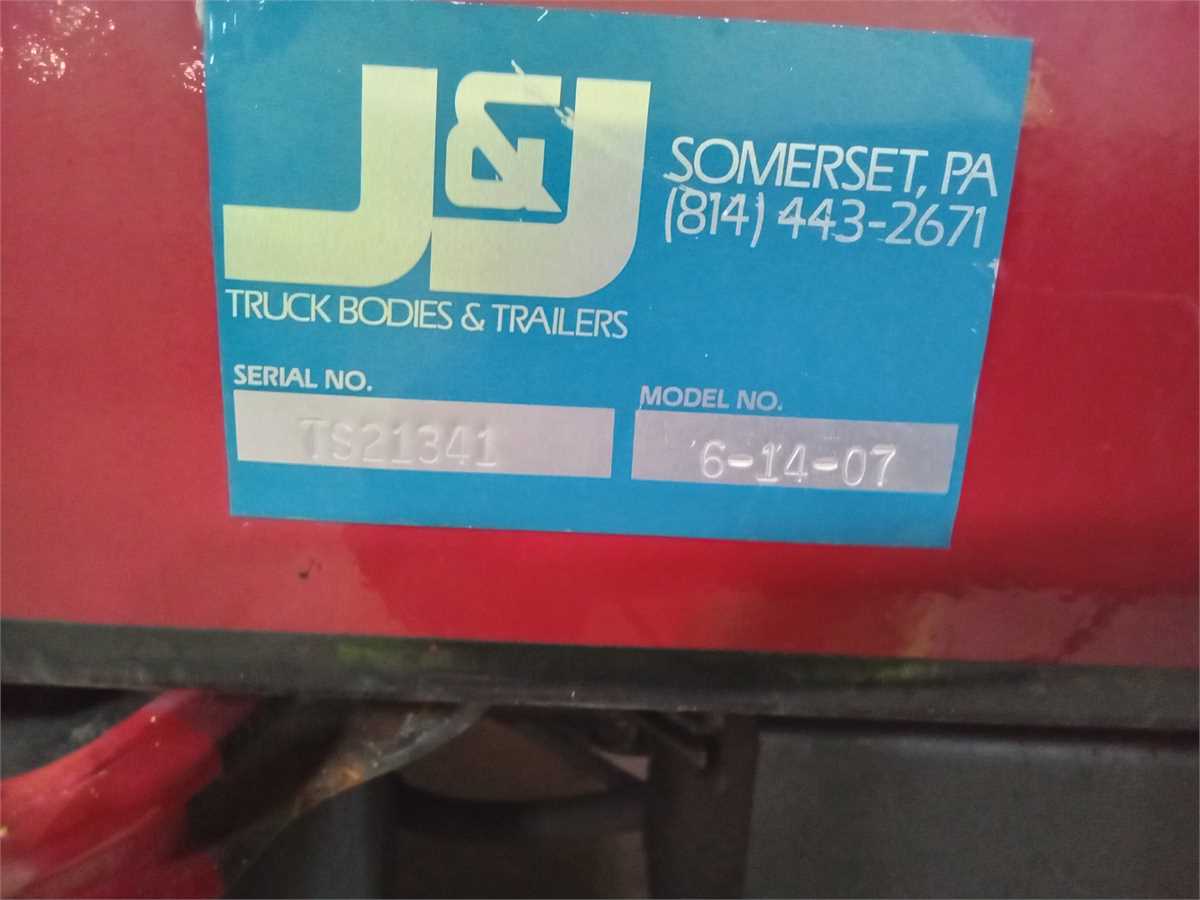 J&J
SOMERSET, PA
(814) 443-2671
TRUCK BODIES & TRAILERS
SERIAL NO.
MODEL NO.
TS21341
6-14-07